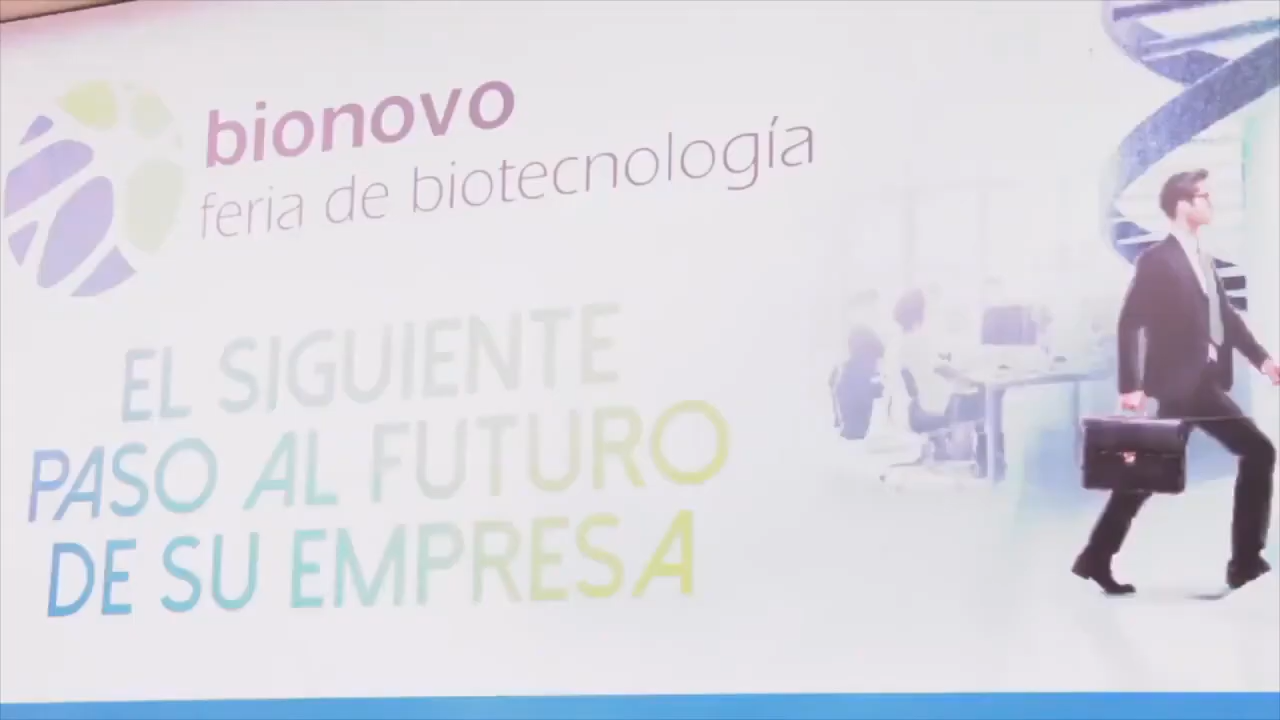 bionovo
feria de biotecnología
EL SIGUIENTE
PASO AL FUTURO
DE SU EMPRESA